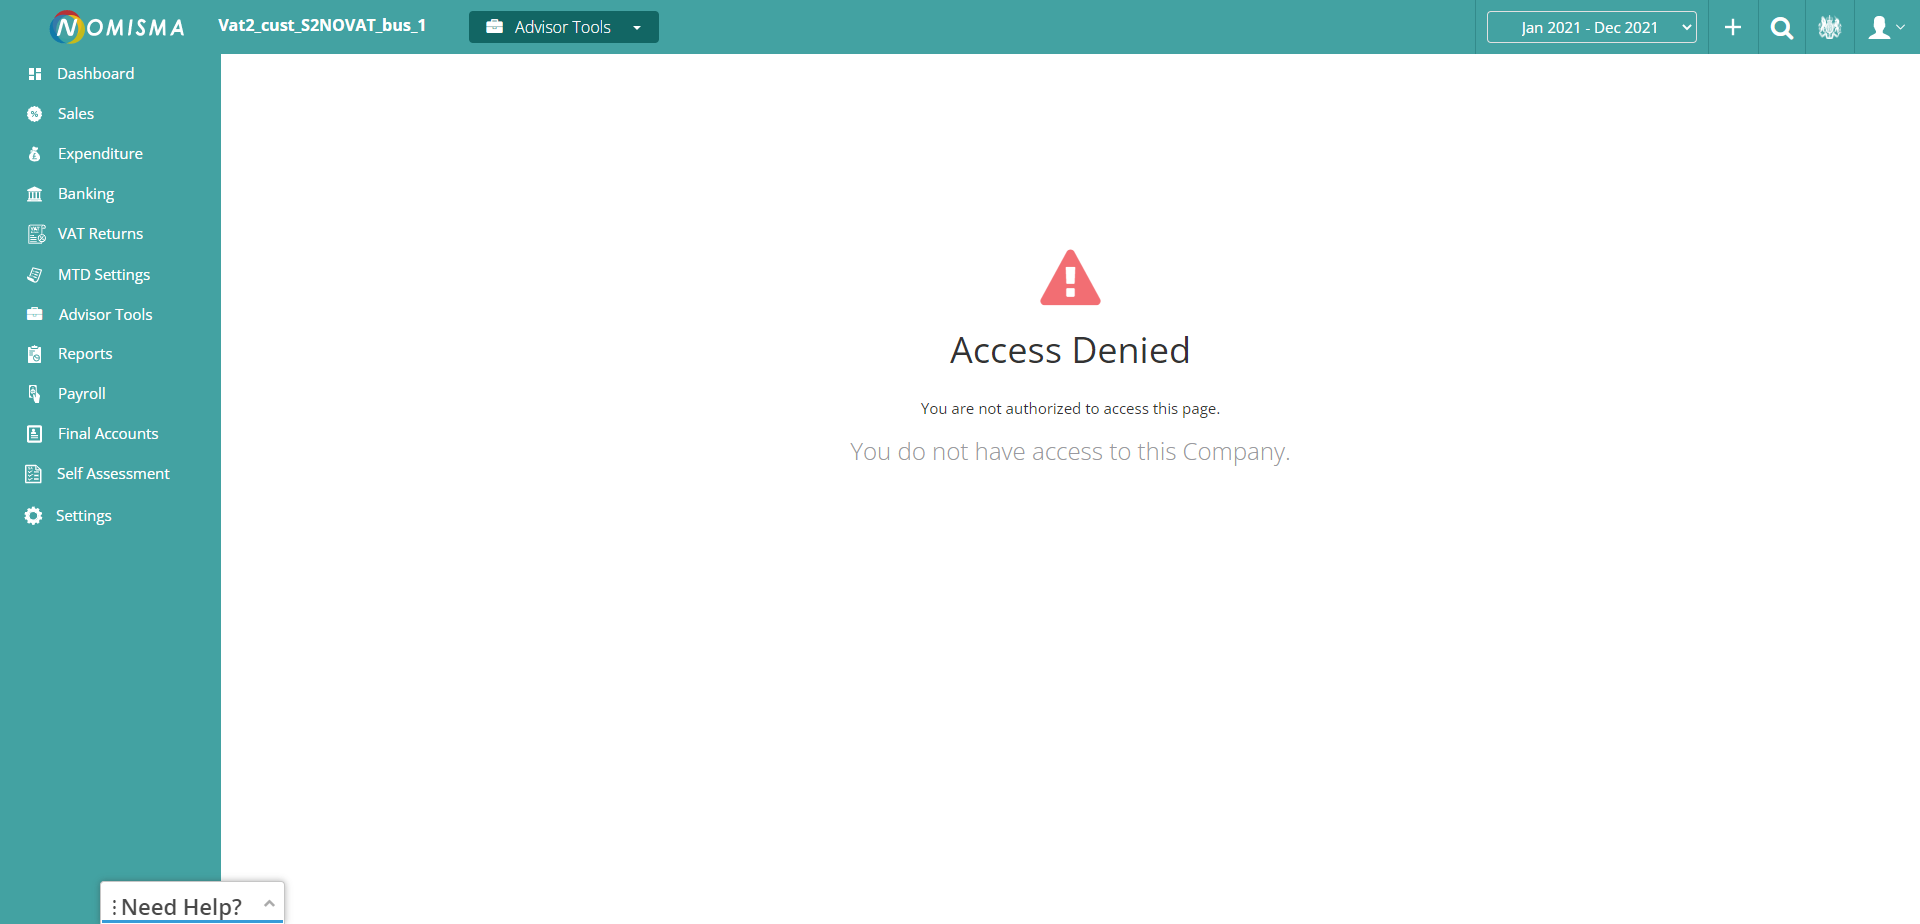 NOMISMA
Vat2_cust_S2NOVAT_bus_1
Advisor Tools
Jan 2021 - Dec 2021
Dashboard
Sales
Expenditure
Banking
VAT Returns
MTD Settings
Advisor Tools
Reports
Payroll
Final Accounts
Self Assessment
Settings
Access Denied
You are not authorized to access this page.
You do not have access to this Company.
Need Help?